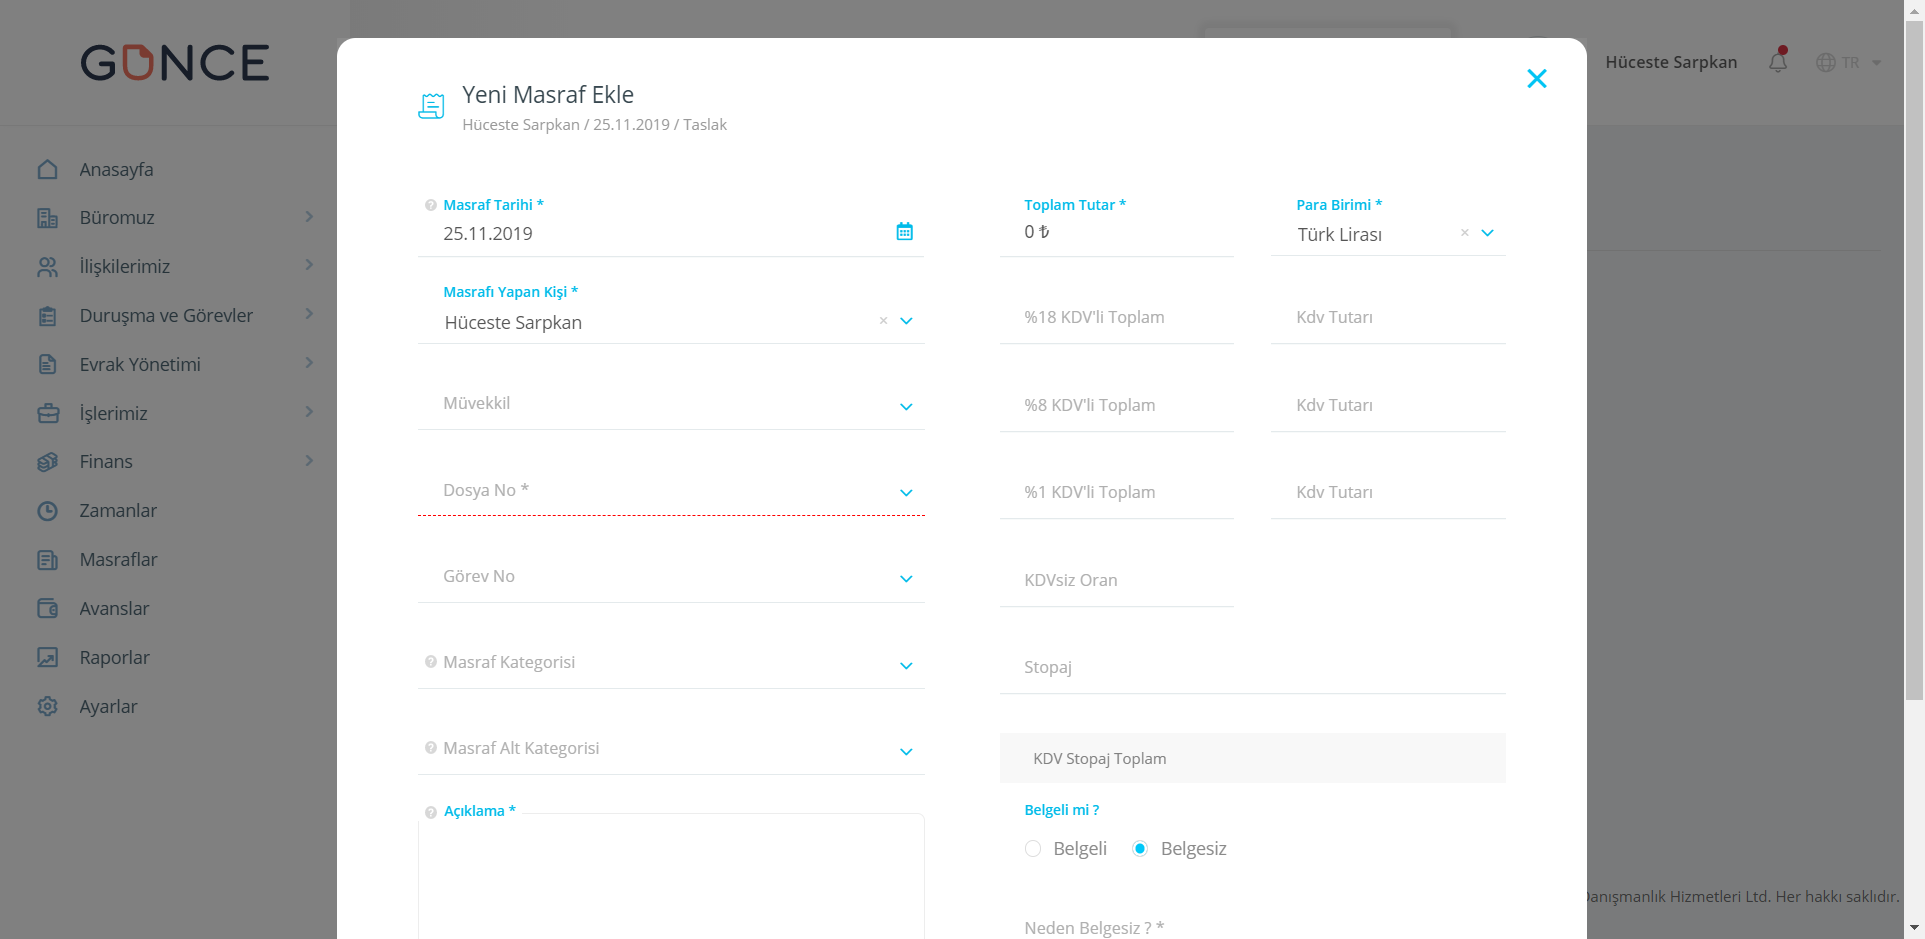 GÜNCE
Hüceste Sarpkan
TR
Anasayfa
Büromuz
İlişkilerimiz
Duruşma ve Görevler
Evrak Yönetimi
İşlerimiz
Finans
Zamanlar
Masraflar
Avanslar
Raporlar
Ayarlar
Yeni Masraf Ekle
Hüceste Sarpkan / 25.11.2019 / Taslak
Masraf Tarihi *
25.11.2019
Masrafı Yapan Kişi *
Hüceste Sarpkan
Müvekkil
Dosya No *
Görev No
Masraf Kategorisi
Masraf Alt Kategorisi
Açıklama *
Toplam Tutar *
0 ₺
Para Birimi *
Türk Lirası
%18 KDV'li Toplam
Kdv Tutarı
%8 KDV'li Toplam
Kdv Tutarı
%1 KDV'li Toplam
Kdv Tutarı
KDVsiz Oran
Stopaj
KDV Stopaj Toplam
Belgeli mi ?
Belgeli
Belgesiz
Neden Belgesiz ? *
Danışmanlık Hizmetleri Ltd. Her hakkı saklıdır.